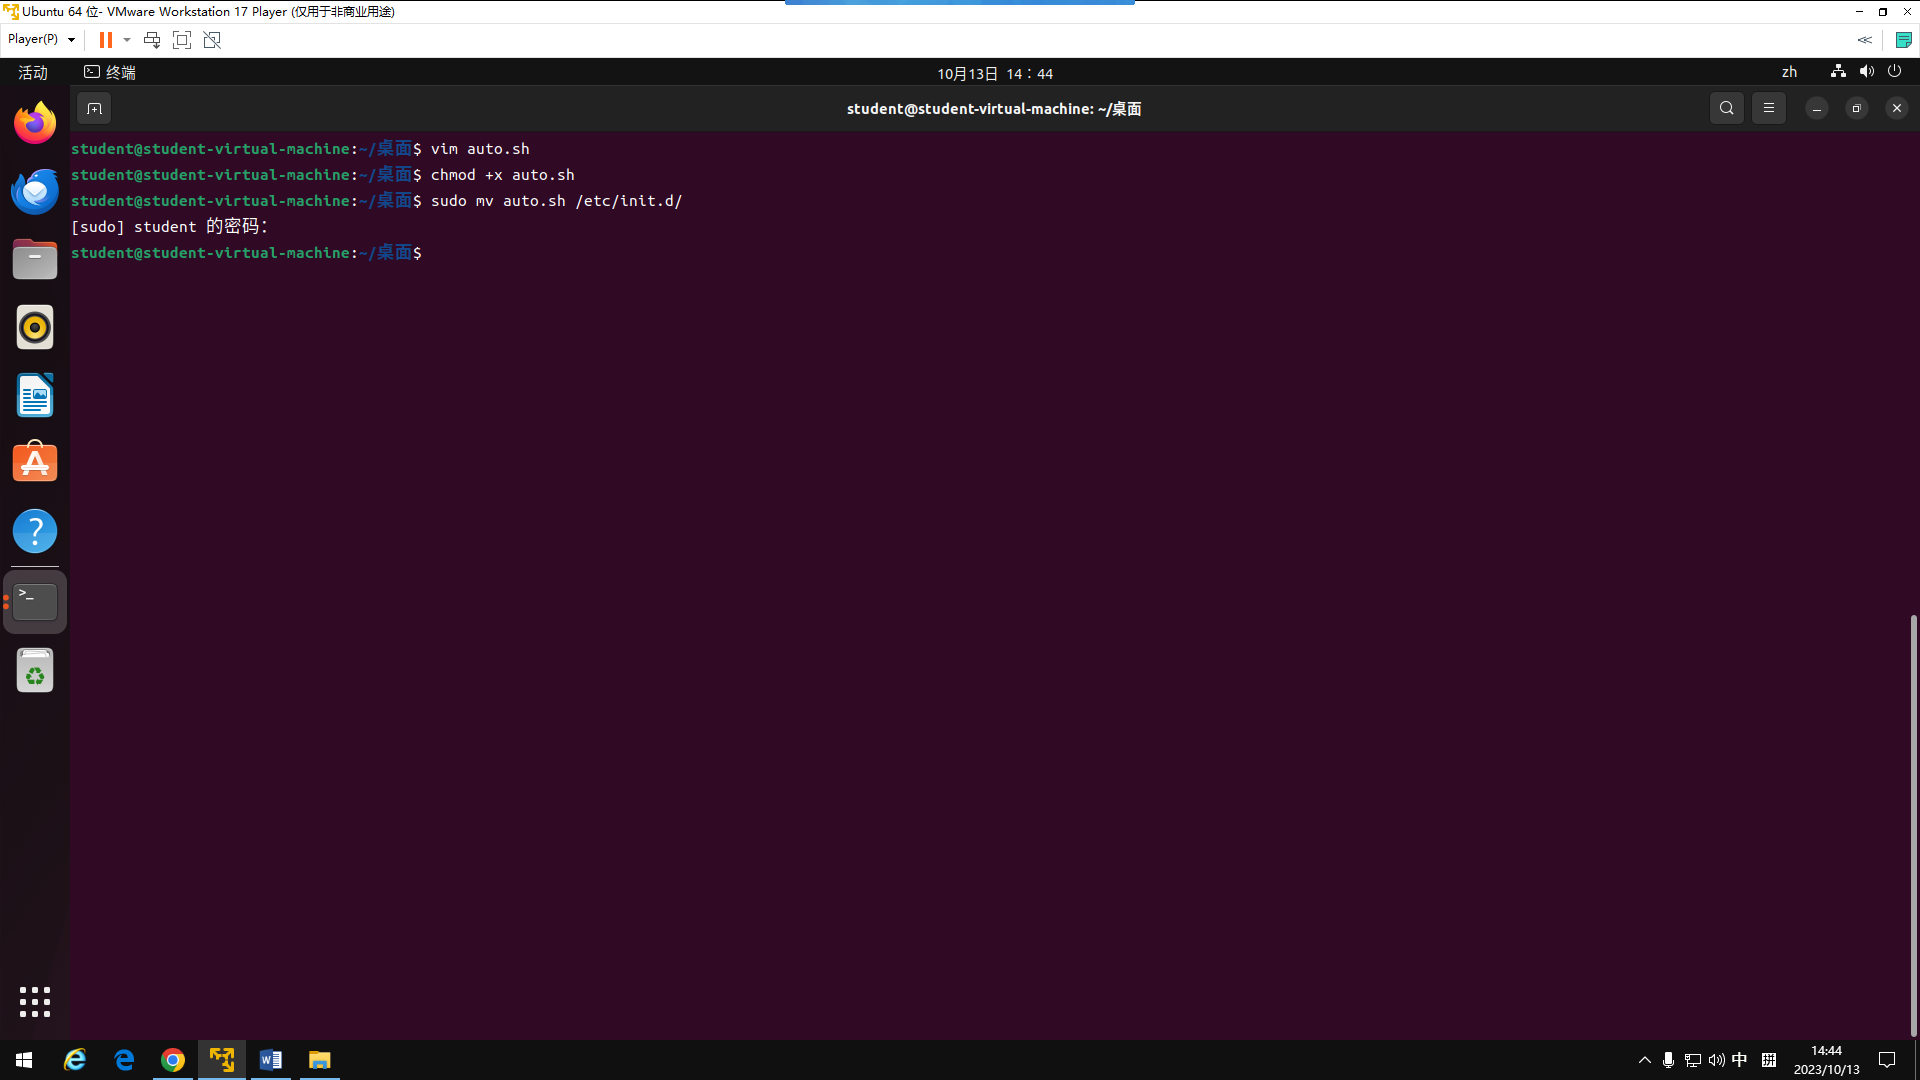 Ubuntu 64 位- VMware Workstation 17 Player (仅用于非商业用途)
Player(P)
活动 终端 10月13日 14：44 zh
student@student-virtual-machine: ~/桌面
student@student-virtual-machine:~/桌面$ vim auto.sh
student@student-virtual-machine:~/桌面$ chmod +x auto.sh
student@student-virtual-machine:~/桌面$ sudo mv auto.sh /etc/init.d/
[sudo] student 的密码：
student@student-virtual-machine:~/桌面$
中 14:44
2023/10/13